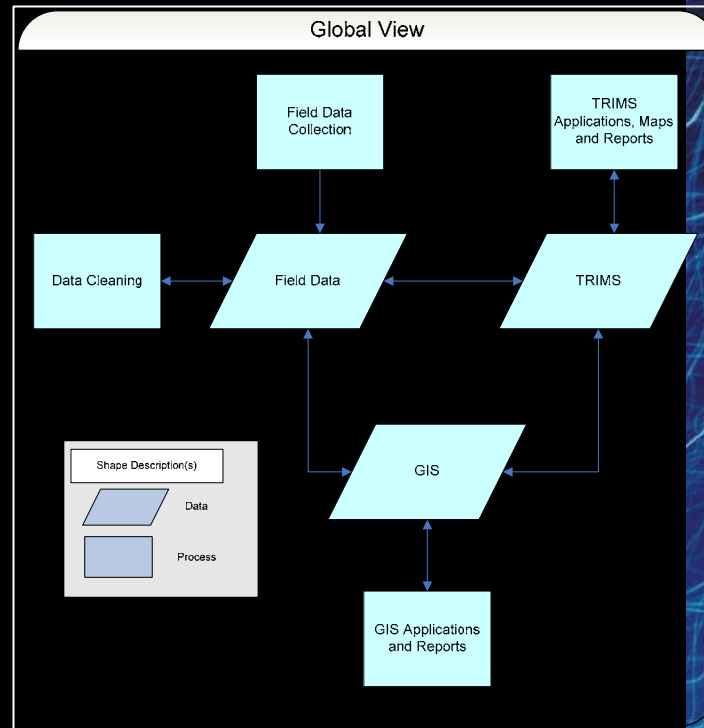 Global View
Field Data
Collection
TRIMS
Applications, Maps
and Reports
Data Cleaning
Field Data
TRIMS
GIS
Shape Description(s)
Data
Process
GIS Applications
and Reports